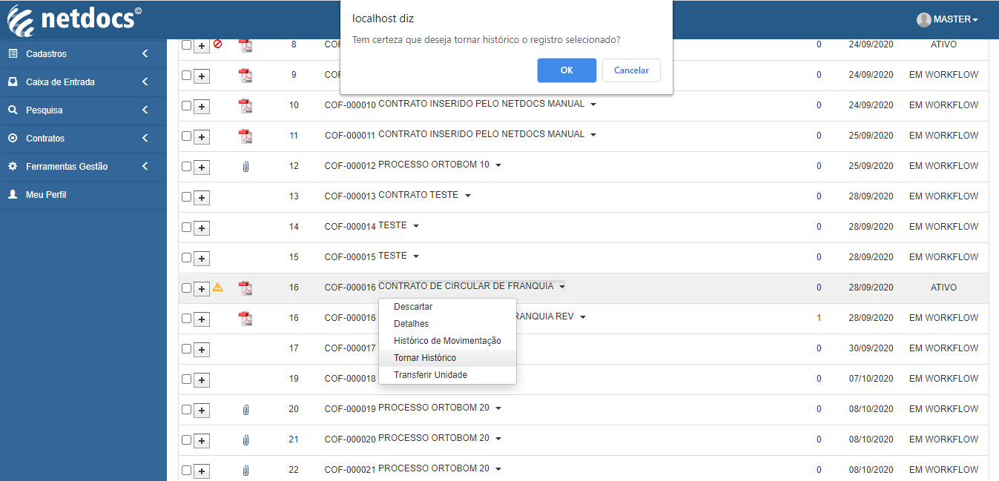 netdocs©
MASTER
localhost diz
Tem certeza que deseja tornar histórico o registro selecionado?
OK
Cancelar
Cadastros
Caixa de Entrada
Pesquisa
Contratos
Ferramentas Gestão
Meu Perfil
8 COF 0 24/09/2020 ATIVO
9 COF 0 24/09/2020 EM WORKFLOW
10 COF-000010 CONTRATO INSERIDO PELO NETDOCS MANUAL 0 24/09/2020 EM WORKFLOW
11 COF-000011 CONTRATO INSERIDO PELO NETDOCS MANUAL 0 25/09/2020 EM WORKFLOW
12 COF-000012 PROCESSO ORTOBOM 10 0 25/09/2020 EM WORKFLOW
13 COF-000013 CONTRATO TESTE 0 28/09/2020 EM WORKFLOW
14 COF-000014 TESTE 0 28/09/2020 EM WORKFLOW
15 COF-000015 TESTE 0 28/09/2020 EM WORKFLOW
16 COF-000016 CONTRATO DE CIRCULAR DE FRANQUIA 0 28/09/2020 ATIVO
16 COF-000016 RANQUIA REV 1 28/09/2020 EM WORKFLOW
17 COF-000017 0 30/09/2020 EM WORKFLOW
19 COF-000018 0 07/10/2020 EM WORKFLOW
20 COF-000019 PROCESSO ORTOBOM 20 0 08/10/2020 EM WORKFLOW
21 COF-000020 PROCESSO ORTOBOM 20 0 08/10/2020 EM WORKFLOW
22 COF-000021 PROCESSO ORTOBOM 20 0 08/10/2020 EM WORKFLOW
Descartar
Detalhes
Histórico de Movimentação
Tornar Histórico
Transferir Unidade